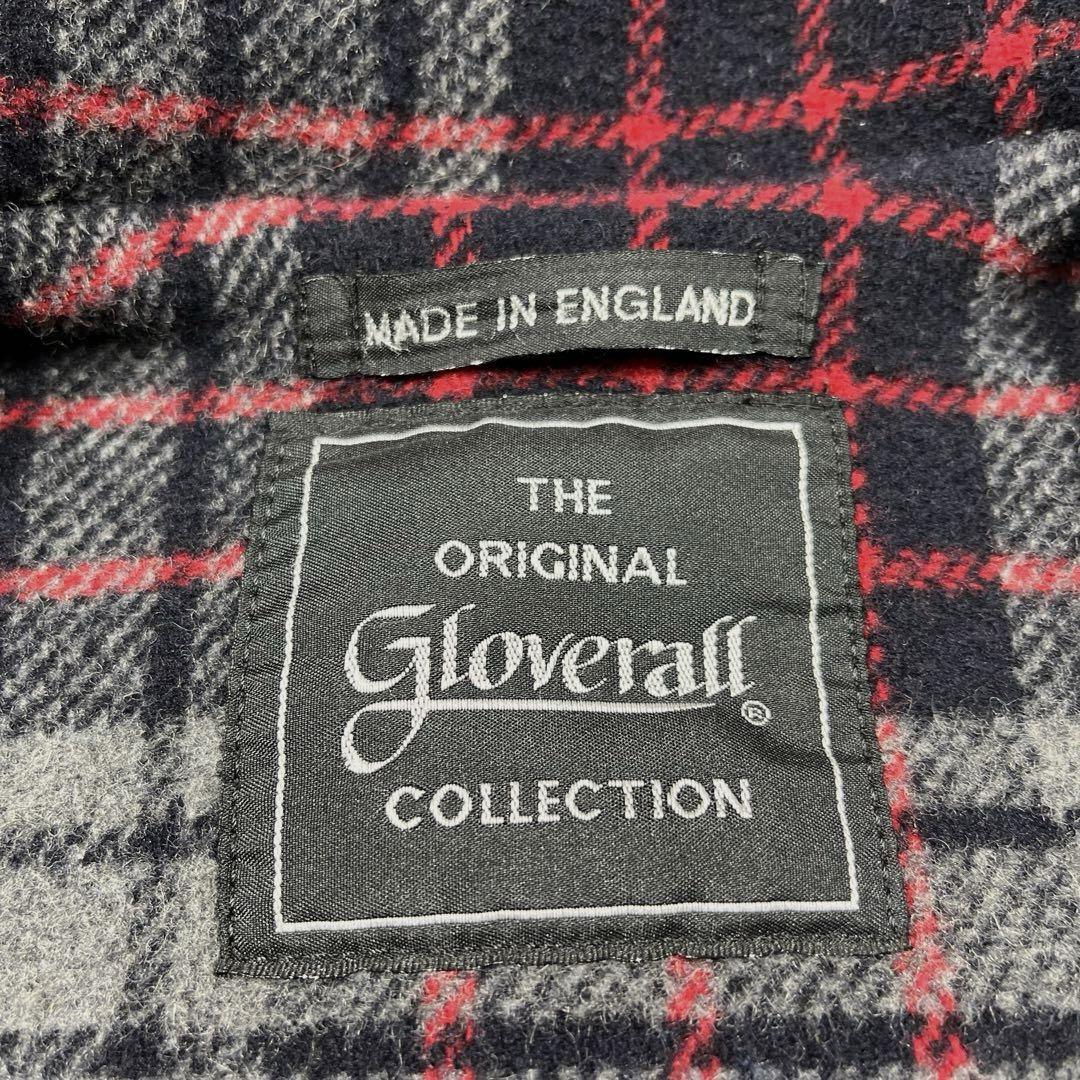 MADE IN ENGLAND
THE
ORIGINAL
Gloverall®
COLLECTION